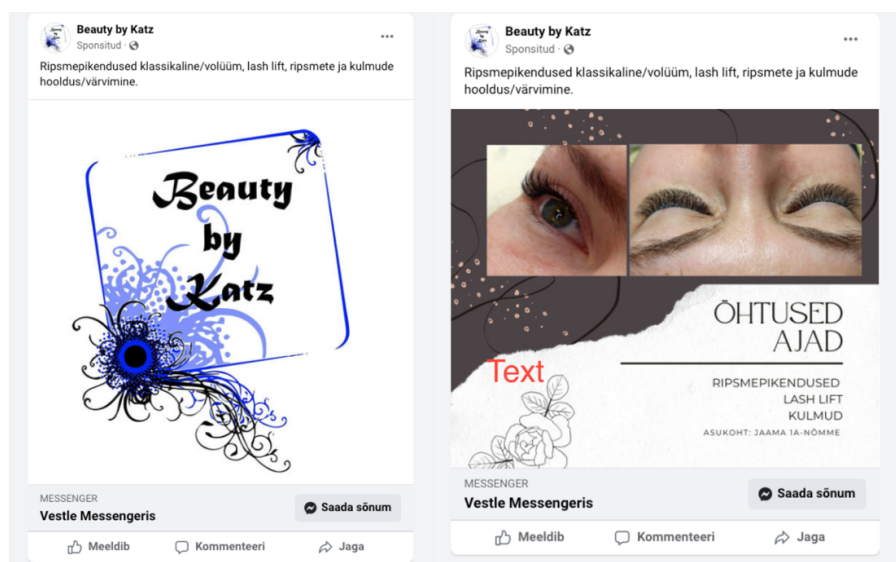 Beauty by Katz
Sponsitud
Ripsmepikendused klassikaline/volüüm, lash lift, ripsmete ja kulmude
hooldus/värvimine.
Beauty
by
Katz
MESSENGER
Vestle Messengeris
Saada sõnum
Meeldib
Kommenteeri
Jaga
Beauty by Katz
Sponsitud
Ripsmepikendused klassikaline/volüüm, lash lift, ripsmete ja kulmude
hooldus/värvimine.
ÕHTUSED
AJAD
Text
RIPSMEPIKENDUSED
LASH LIFT
KULMUD
ASUKOHT: JAAMA 1A-NÕMME
MESSENGER
Vestle Messengeris
Saada sõnum
Meeldib
Kommenteeri
Jaga